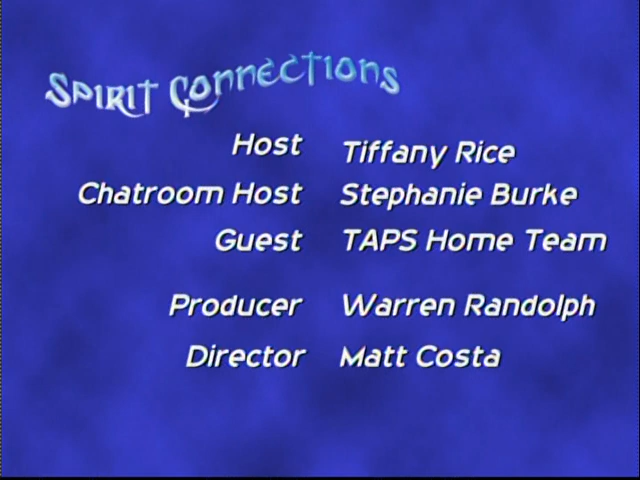 Spirit Connections
Host Tiffany Rice
Chatroom Host Stephanie Burke
Guest TAPS Home Team
Producer Warren Randolph
Director Matt Costa